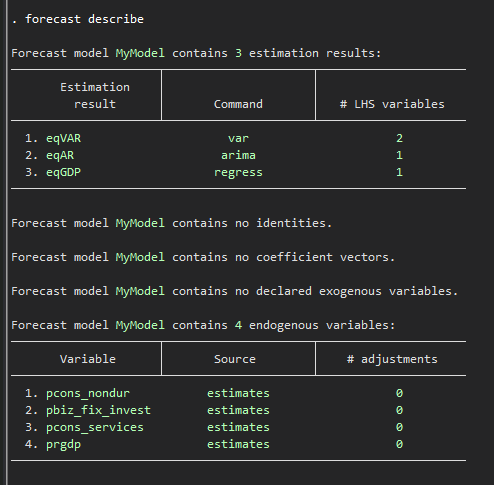 . forecast describe
Forecast model MyModel contains 3 estimation results:
Estimation
result Command # LHS variables
1. eqVAR var 2
2. eqAR arima 1
3. eqGDP regress 1
Forecast model MyModel contains no identities.
Forecast model MyModel contains no coefficient vectors.
Forecast model MyModel contains no declared exogenous variables.
Forecast model MyModel contains 4 endogenous variables:
Variable Source # adjustments
1. pcons_nondur estimates 0
2. pbiz_fix_invest estimates 0
3. pcons_services estimates 0
4. prgdp estimates 0